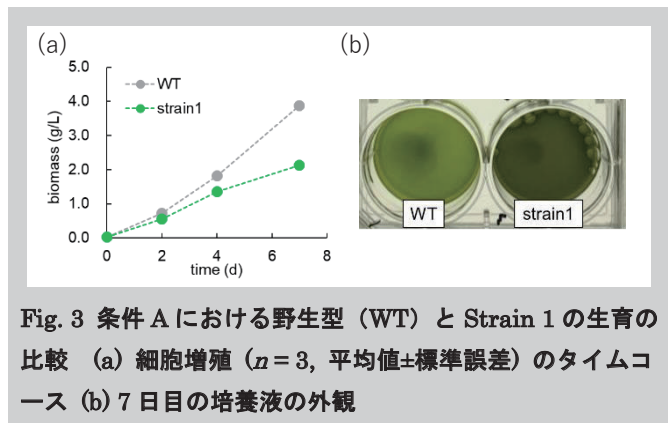 (a)
(b)
5.0
4.0
3.0
2.0
1.0
0.0
biomass (g/L)
WT
strain1
0 2 4 6 8
time (d)
WT
strain1
Fig. 3 条件 A における野生型（WT）と Strain 1 の生育の
比較 (a) 細胞増殖（n = 3, 平均値±標準誤差）のタイムコ
ース (b) 7 日目の培養液の外観